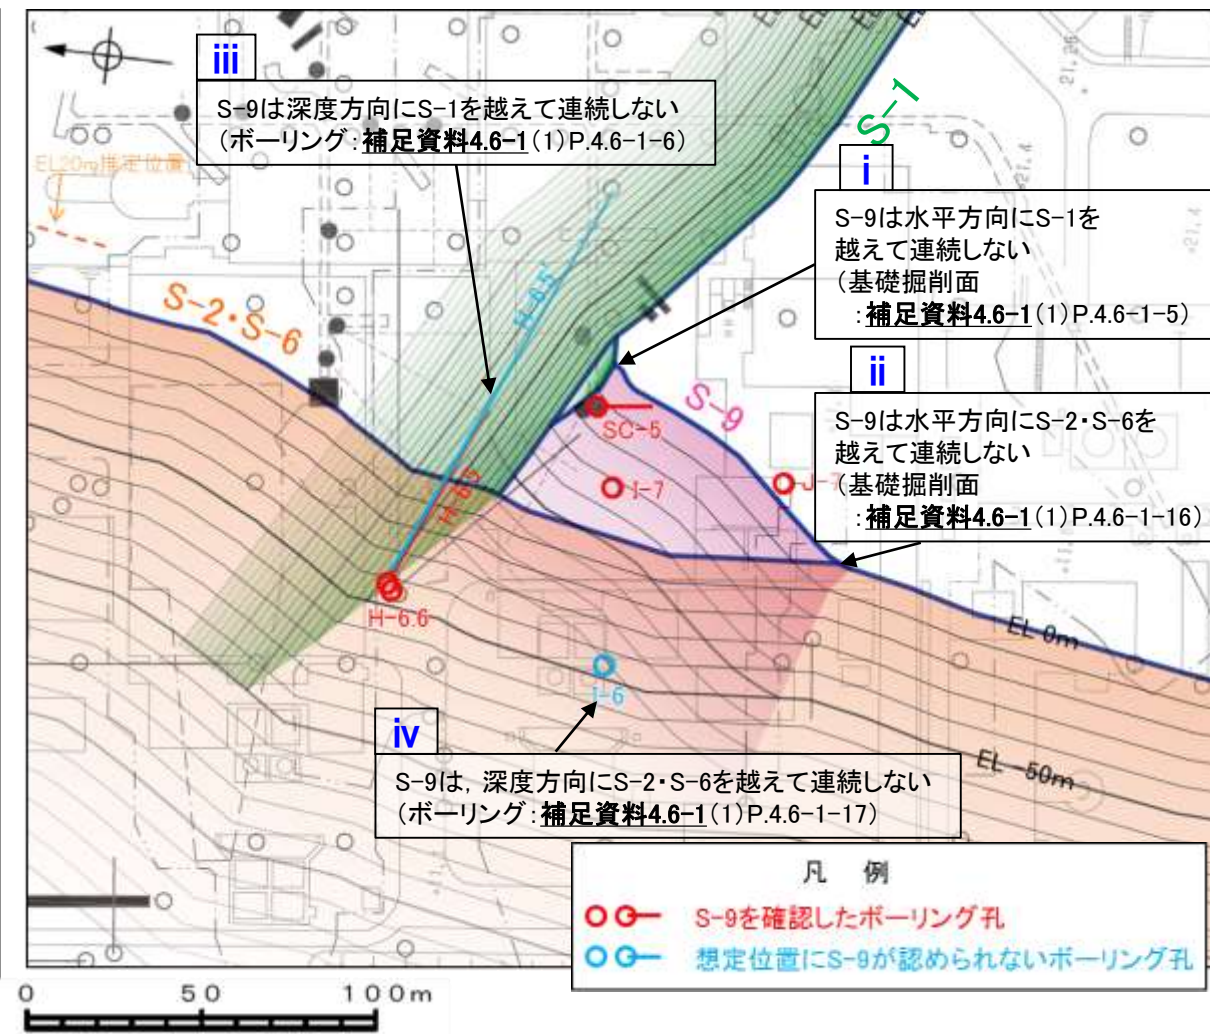 iii
S-9は深度方向にS-1を越えて連続しない
(ボーリング:補足資料4.6-1(1)P.4.6-1-6)
EL20m推定位置
S-1
21.26
21.4
21.4
i
S-9は水平方向にS-1を
越えて連続しない
(基礎掘削面
:補足資料4.6-1(1)P.4.6-1-5)
S-2・S-6
H-6.5'
ii
S-9は水平方向にS-2・S-6を
越えて連続しない
(基礎掘削面
:補足資料4.6-1(1)P.4.6-1-16)
S-9
SC-5
I-7
J-7
H-6.5
H-6.6
EL 0m
I-6
EL -50m
iv
S-9は,深度方向にS-2・S-6を越えて連続しない
(ボーリング:補足資料4.6-1(1)P.4.6-1-17)
凡 例
S-9を確認したボーリング孔
想定位置にS-9が認められないボーリング孔
0 50 100m